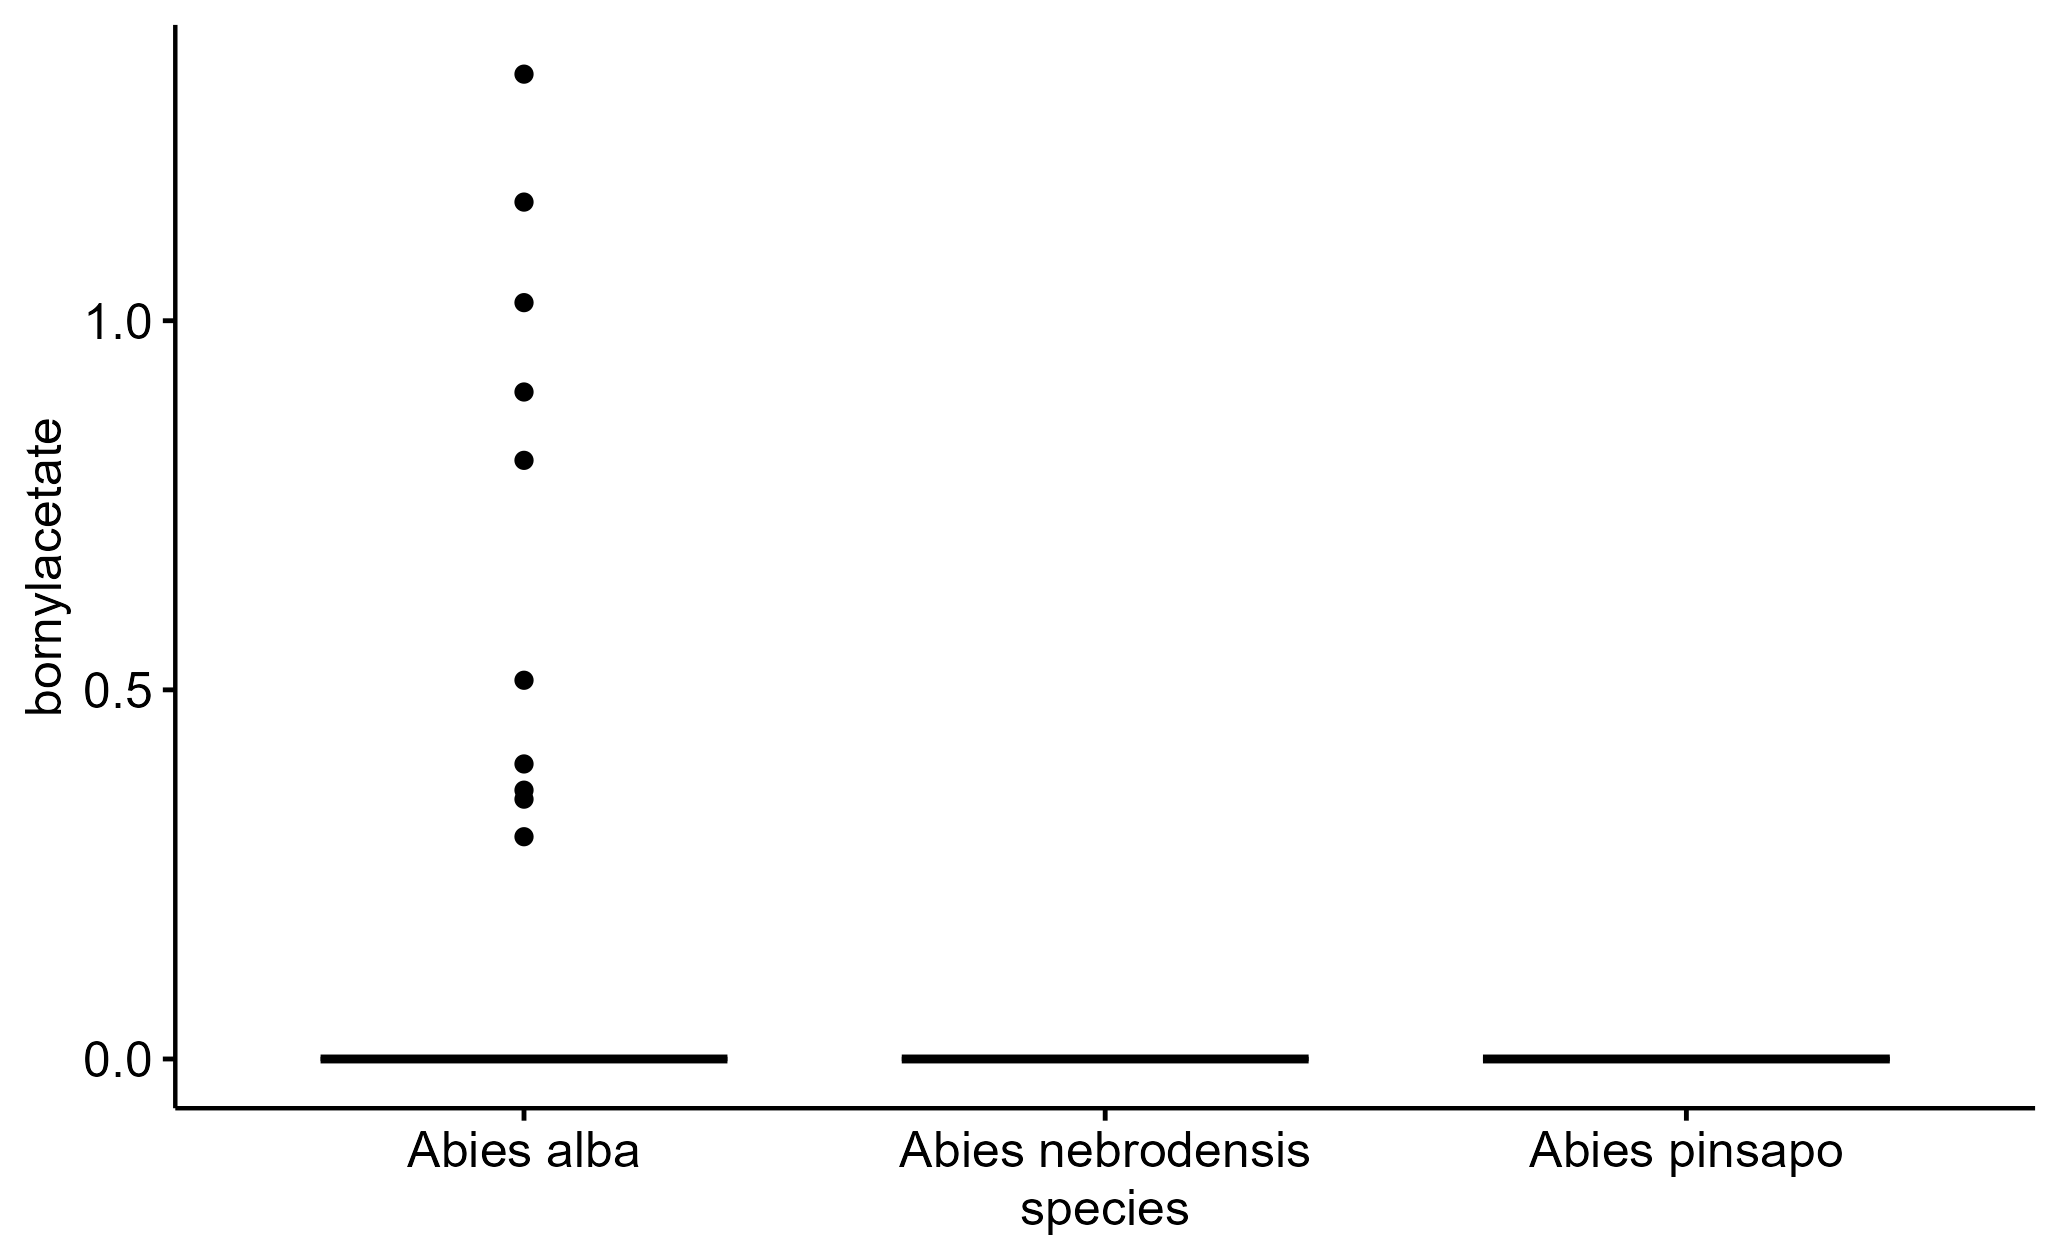 bornylacetate
1.0
0.5
0.0
Abies alba
Abies nebrodensis
Abies pinsapo
species